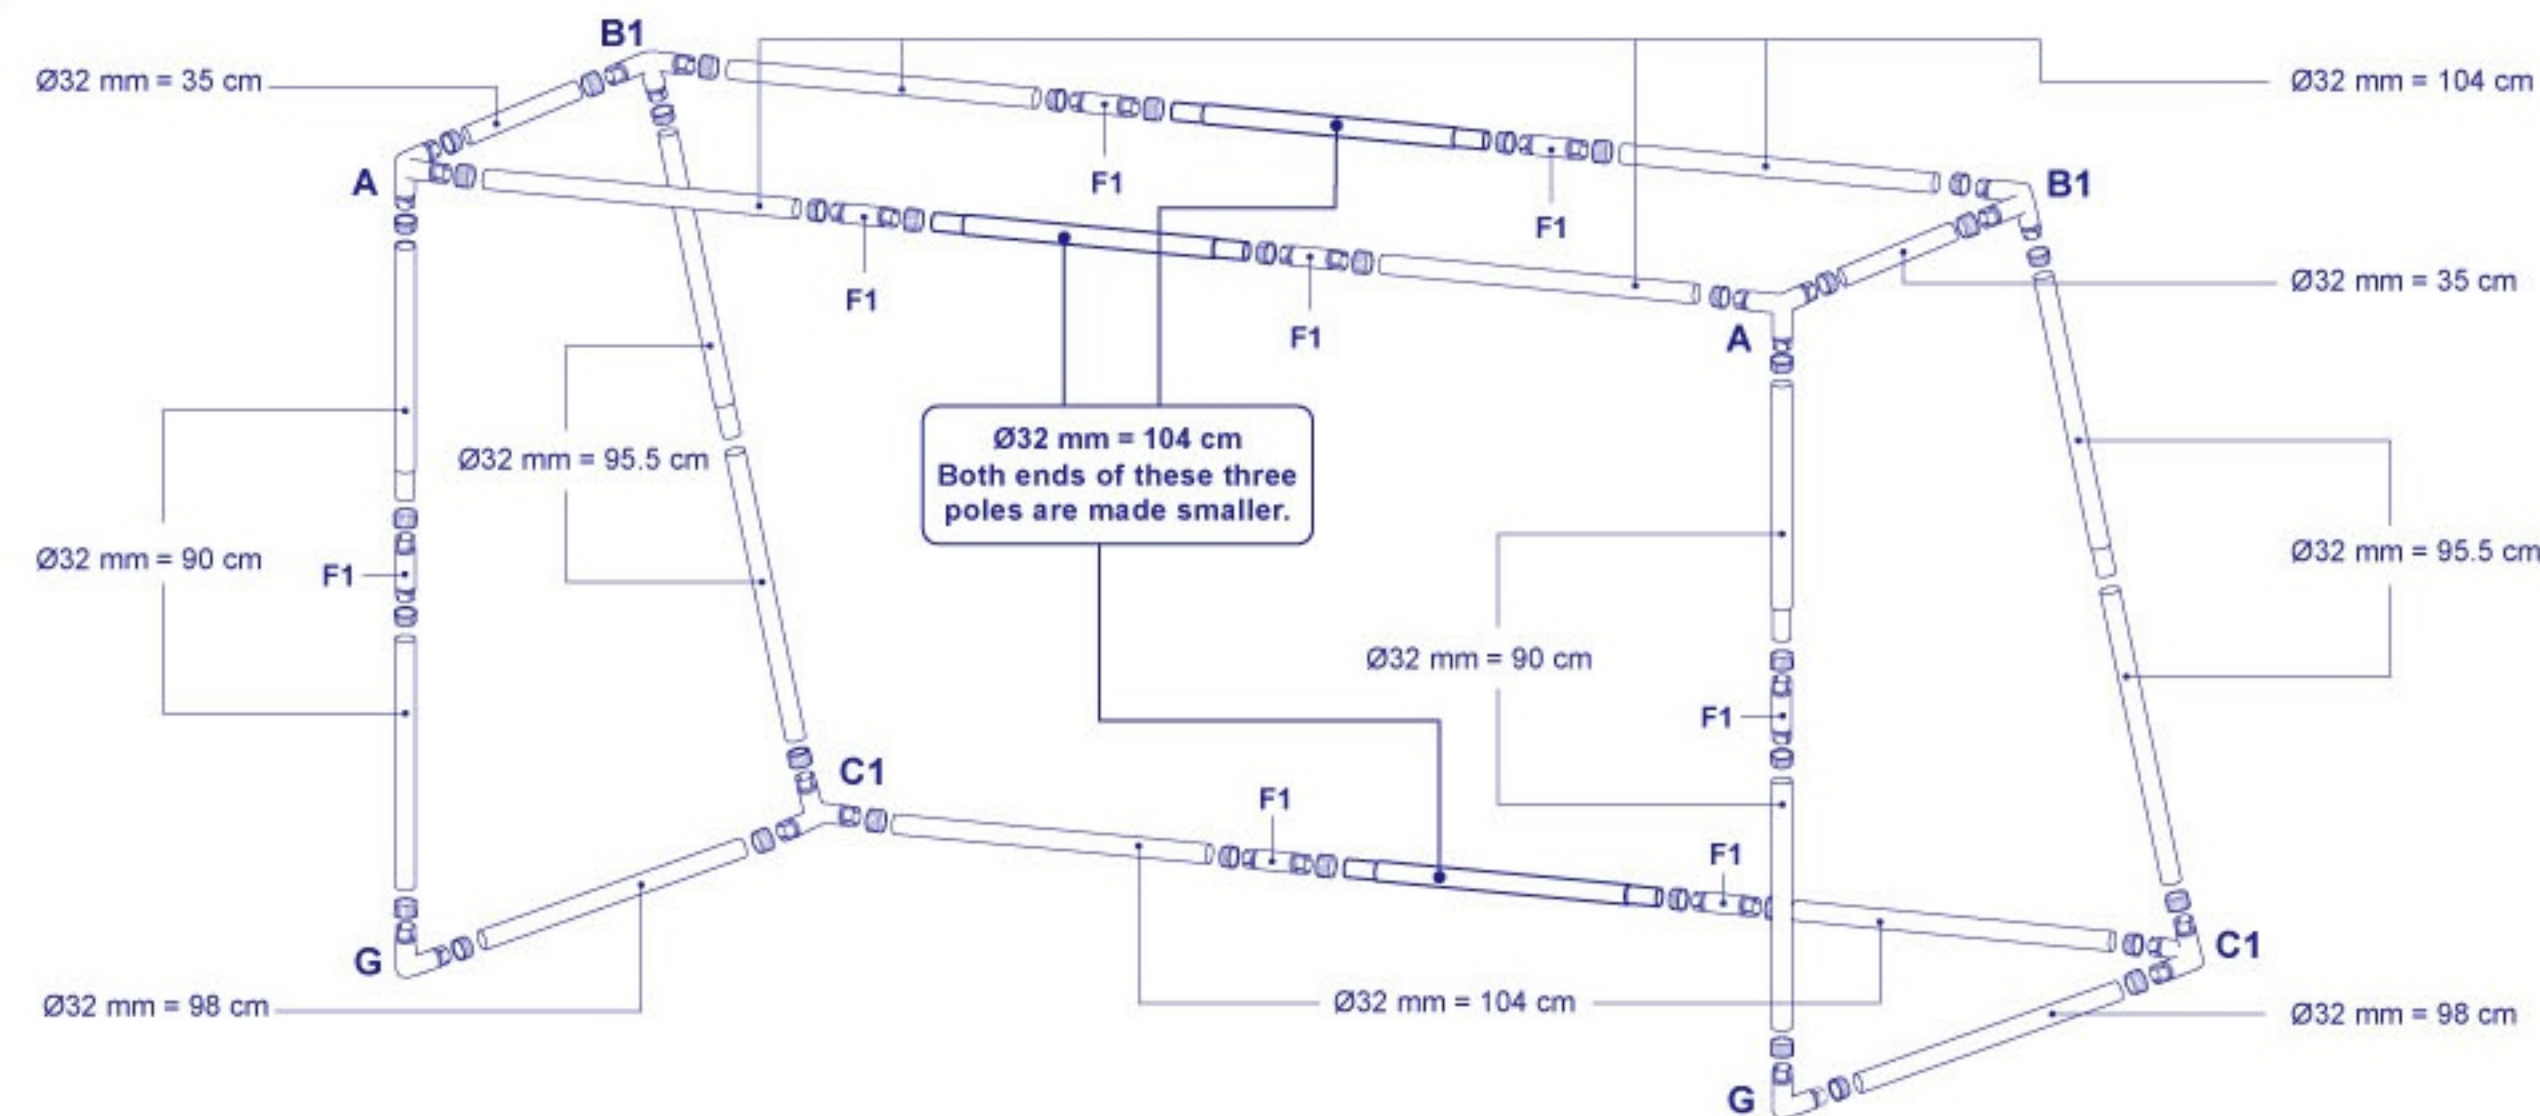 B1
Ø32 mm = 35 cm
Ø32 mm = 104 cm
A
F1
B1
F1
F1
Ø32 mm = 35 cm
F1
A
Ø32 mm = 104 cm
Both ends of these three
poles are made smaller.
Ø32 mm = 95.5 cm
Ø32 mm = 95.5 cm
Ø32 mm = 90 cm
F1
Ø32 mm = 90 cm
F1
C1
F1
F1
C1
G
Ø32 mm = 98 cm
Ø32 mm = 104 cm
Ø32 mm = 98 cm
G